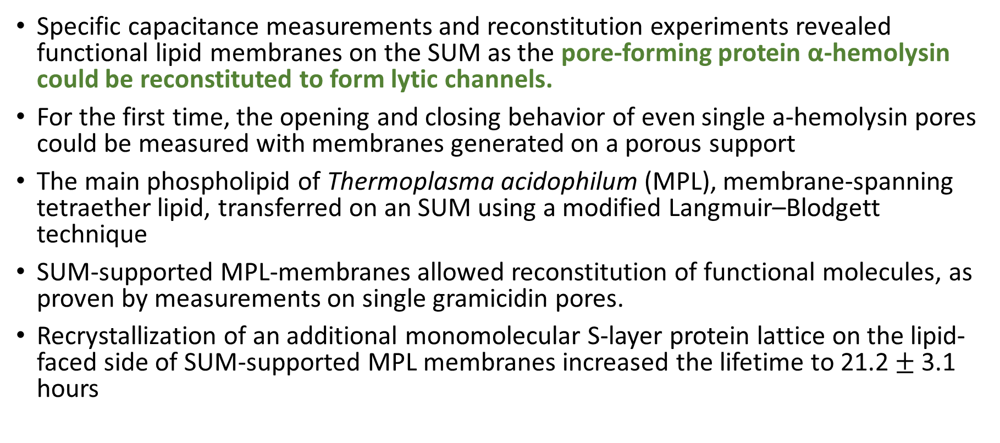 • Specific capacitance measurements and reconstitution experiments revealed
functional lipid membranes on the SUM as the pore-forming protein α-hemolysin
could be reconstituted to form lytic channels.
• For the first time, the opening and closing behavior of even single a-hemolysin pores
could be measured with membranes generated on a porous support
• The main phospholipid of Thermoplasma acidophilum (MPL), membrane-spanning
tetraether lipid, transferred on an SUM using a modified Langmuir–Blodgett
technique
• SUM-supported MPL-membranes allowed reconstitution of functional molecules, as
proven by measurements on single gramicidin pores.
• Recrystallization of an additional monomolecular S-layer protein lattice on the lipid-
faced side of SUM-supported MPL membranes increased the lifetime to 21.2 ± 3.1
hours